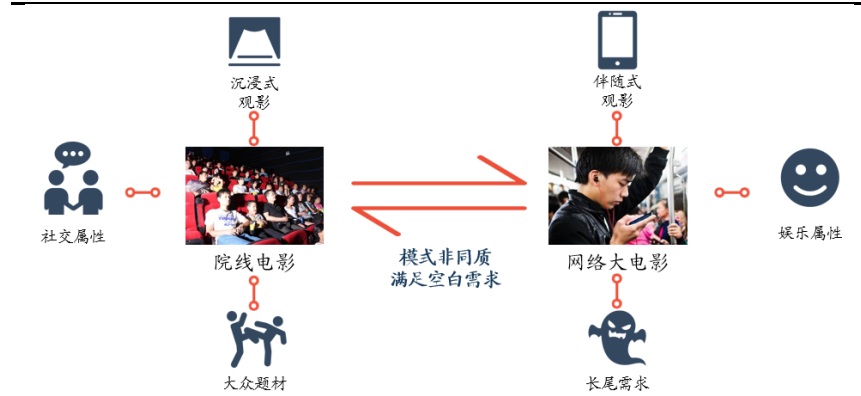 沉浸式
观影
伴随式
观影
社交属性
院线电影
模式非同质
满足空白需求
网络大电影
娱乐属性
大众题材
长尾需求